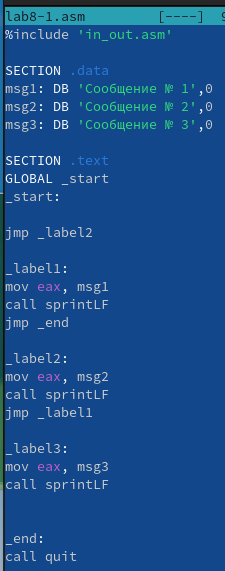 lab8-1.asm [----] 9
%include 'in_out.asm'
SECTION .data
msg1: DB 'Сообщение № 1',0
msg2: DB 'Сообщение № 2',0
msg3: DB 'Сообщение № 3',0
SECTION .text
GLOBAL _start
_start:
jmp _label2
_label1:
mov eax, msg1
call sprintLF
jmp _end
_label2:
mov eax, msg2
call sprintLF
jmp _label1
_label3:
mov eax, msg3
call sprintLF
_end:
call quit